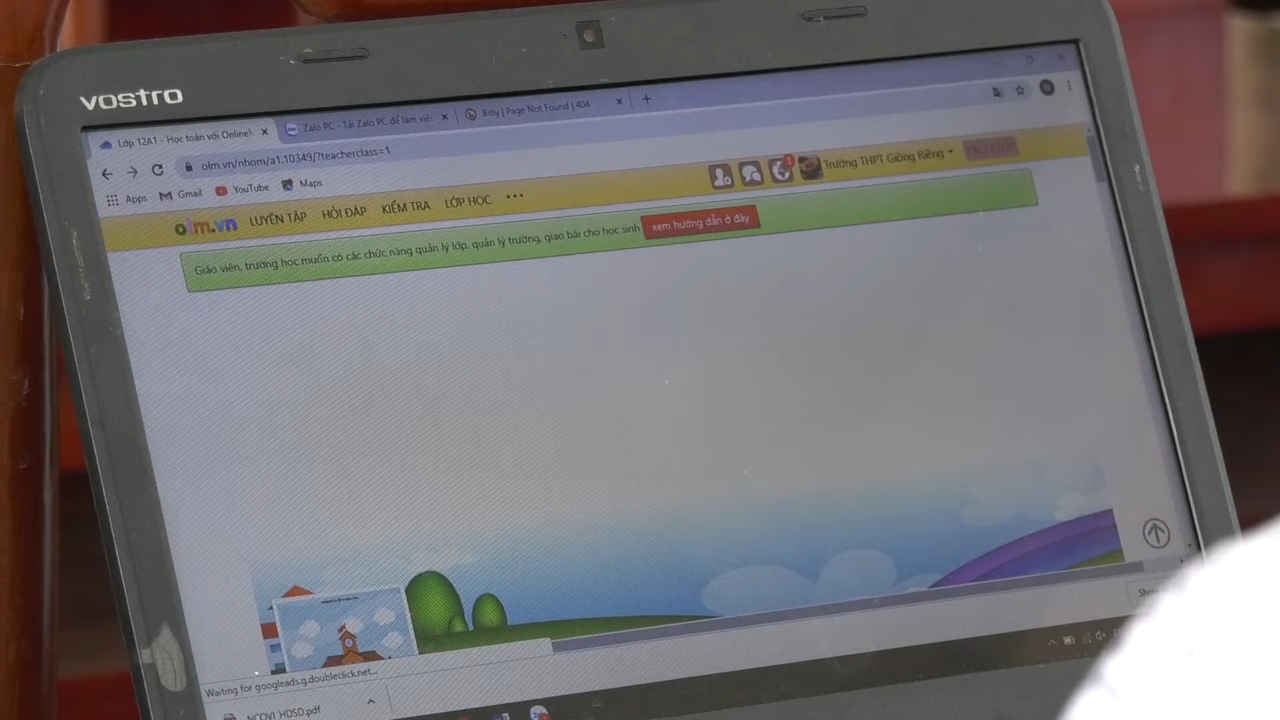 vostro
Lớp 12A1 - Học toán với Online
Zalo PC - Tải Zalo PC để làm việc
Bitly | Page Not Found | 404
olm.vn/nhom/a1.10349/?teacherclass=1
Apps
Gmail
YouTube
Maps
olm.vn
LUYỆN TẬP
HỎI ĐÁP
KIỂM TRA
LỚP HỌC
1
Trường THPT Giồng Riềng
Giáo viên, trường học muốn có các chức năng quản lý lớp, quản lý trường, giao bài cho học sinh
xem hướng dẫn ở đây
Waiting for googleads.g.doubleclick.net...
NCOVI_HDSD.pdf